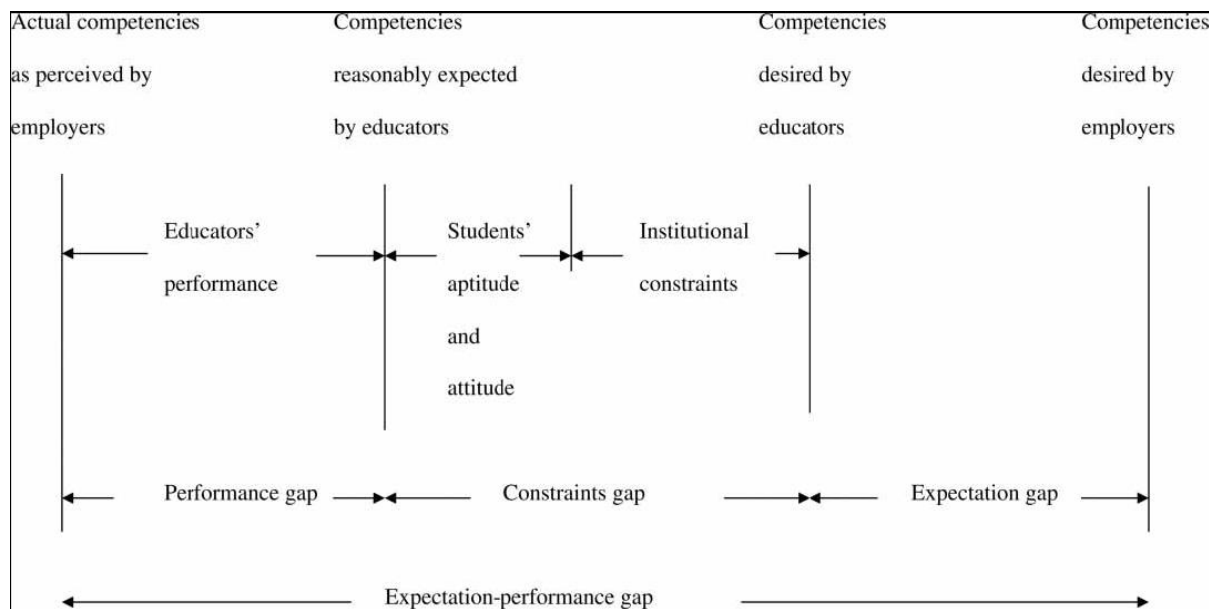 Actual competencies
as perceived by
employers
Competencies
reasonably expected
by educators
Competencies
desired by
educators
Competencies
desired by
employers
Educators’
performance
Students’
aptitude
and
attitude
Institutional
constraints
Performance gap
Constraints gap
Expectation gap
Expectation-performance gap